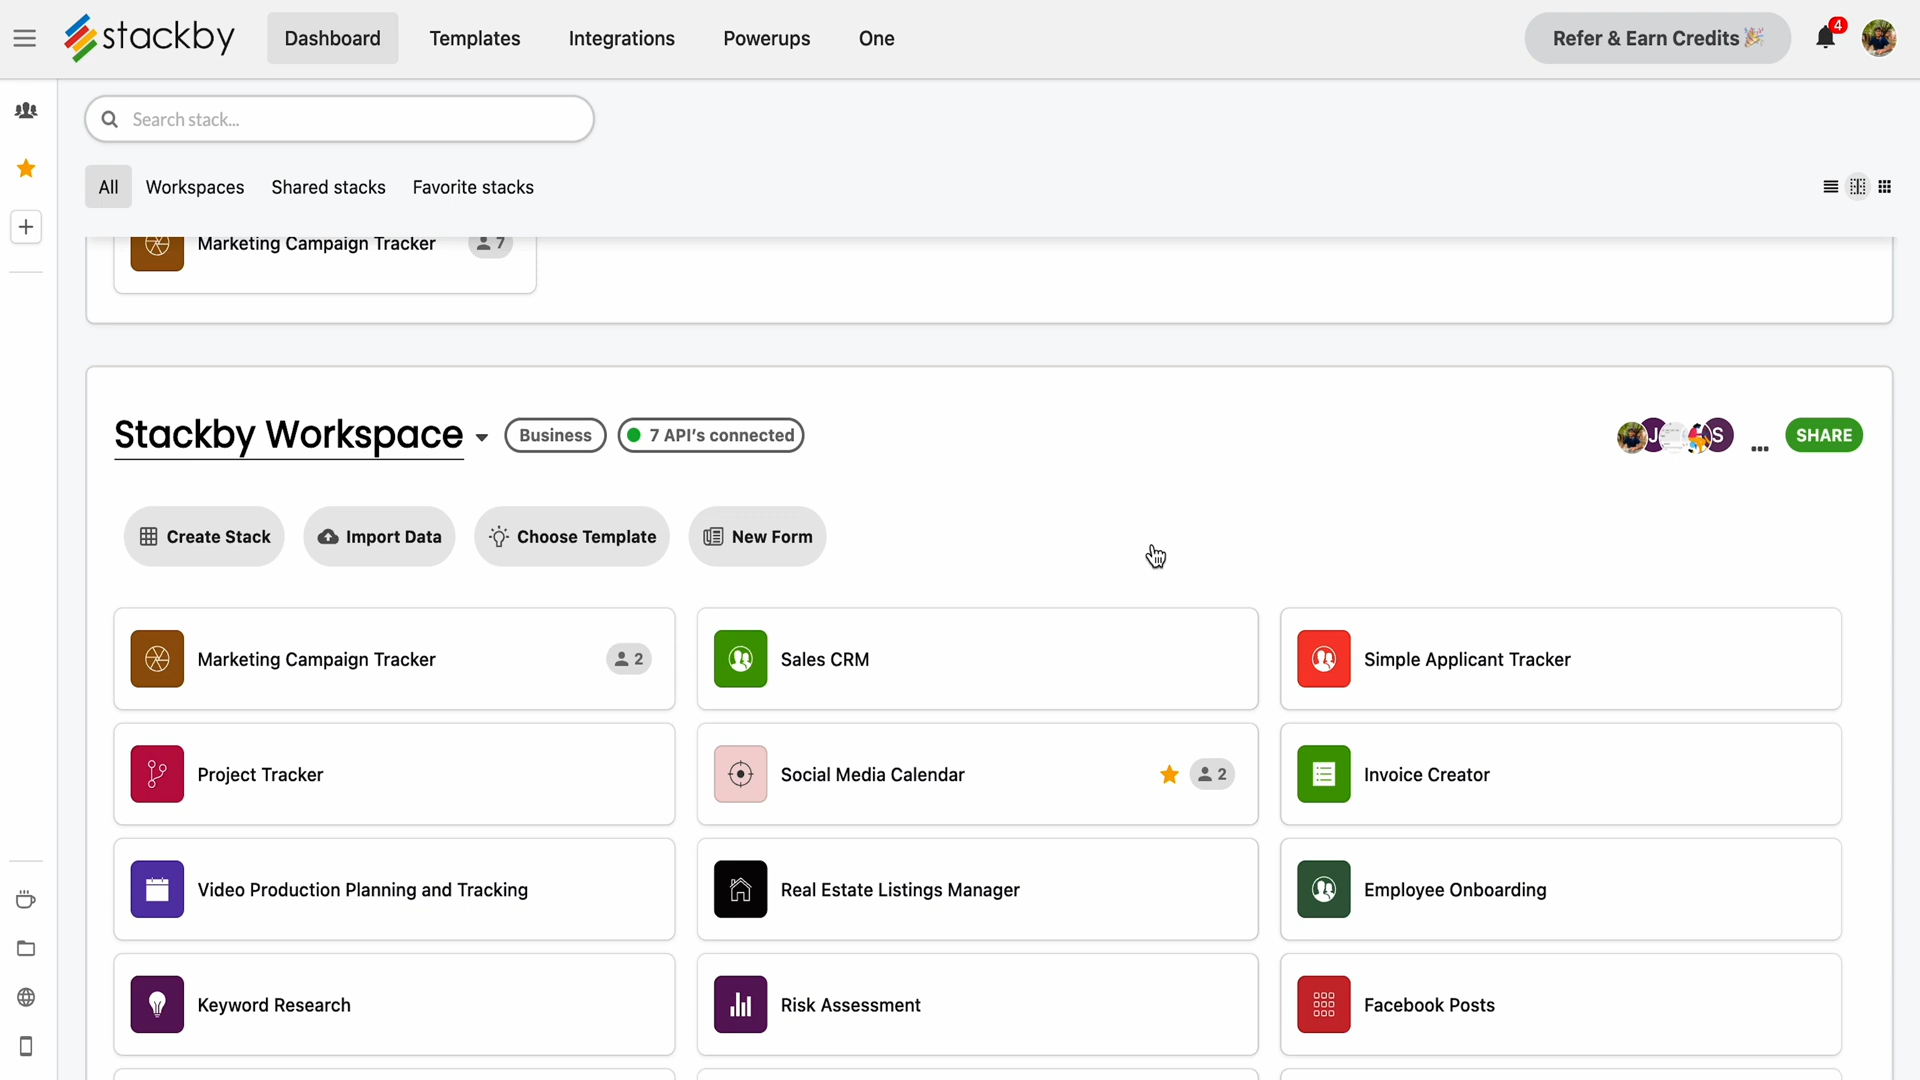 stackby
Dashboard
Templates
Integrations
Powerups
One
Refer & Earn Credits🎉
4
Search stack...
All
Workspaces
Shared stacks
Favorite stacks
Marketing Campaign Tracker
7
Stackby Workspace
Business
7 API's connected
J
S
...
SHARE
Create Stack
Import Data
Choose Template
New Form
Marketing Campaign Tracker
2
Sales CRM
Simple Applicant Tracker
Project Tracker
Social Media Calendar
2
Invoice Creator
Video Production Planning and Tracking
Real Estate Listings Manager
Employee Onboarding
Keyword Research
Risk Assessment
Facebook Posts